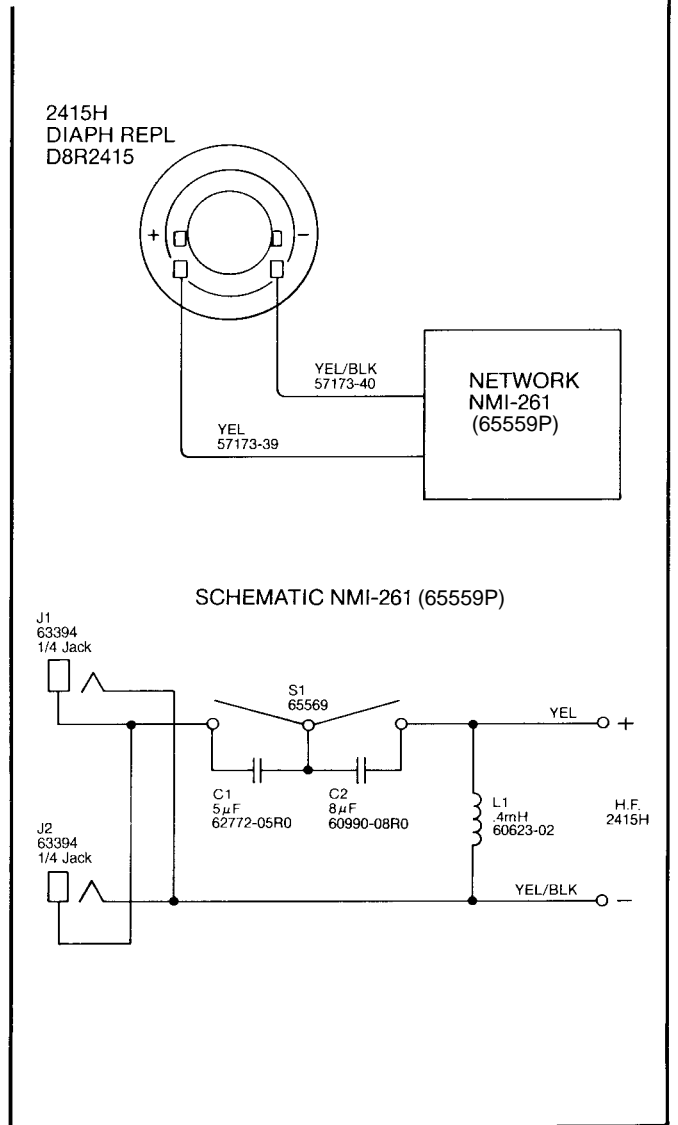 2415H
DIAPH REPL
D8R2415
+
−
YEL/BLK
57173-40
YEL
57173-39
NETWORK
NMI-261
(65559P)
SCHEMATIC NMI-261 (65559P)
J1
63394
1/4 Jack
S1
65569
YEL
+
C1
5μF
62772-05R0
C2
8μF
60990-08R0
L1
.4mH
60623-02
H.F.
2415H
J2
63394
1/4 Jack
YEL/BLK
−